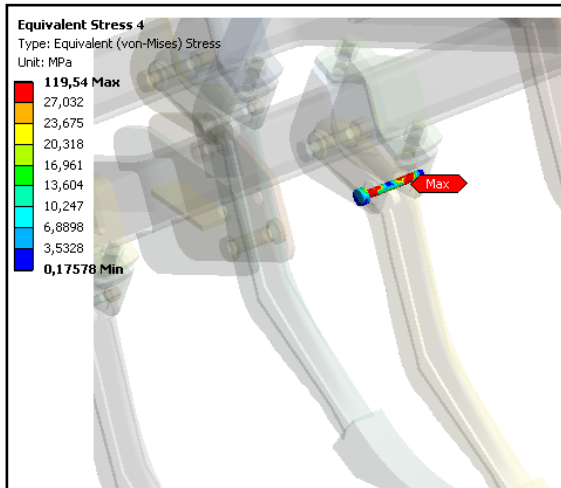 Equivalent Stress 4
Type: Equivalent (von-Mises) Stress
Unit: MPa
119,54 Max
27,032
23,675
20,318
16,961
13,604
10,247
6,8898
3,5328
0,17578 Min
Max